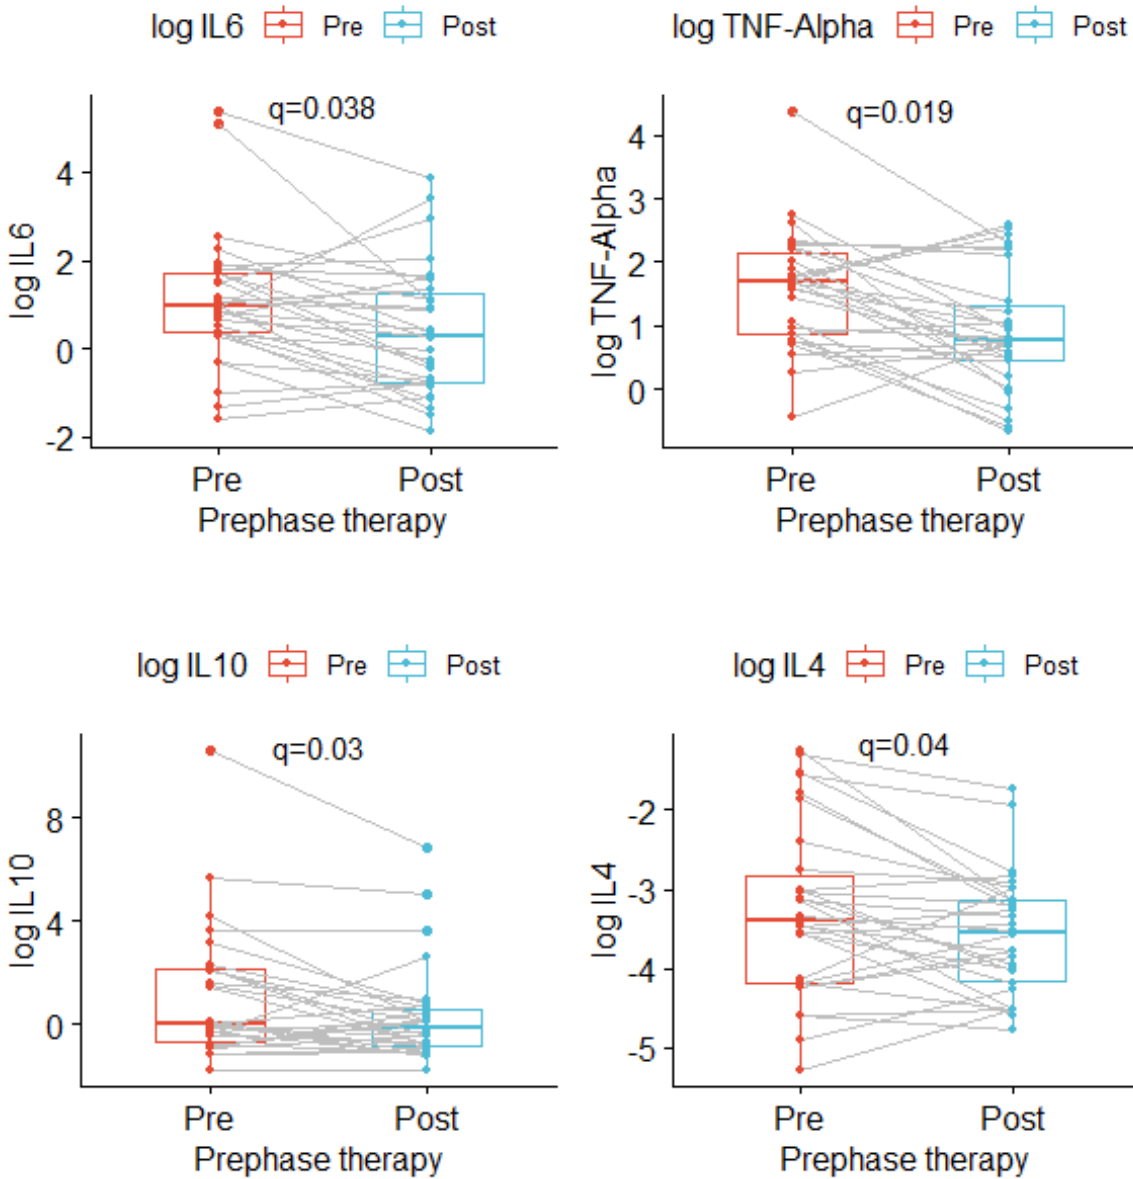 log IL6 Pre Post
q=0.038
log IL6
4
2
0
-2
Pre Post
Prephase therapy
log TNF-Alpha Pre Post
q=0.019
log TNF-Alpha
4
3
2
1
0
Pre Post
Prephase therapy
log IL10 Pre Post
q=0.03
log IL10
8
4
0
Pre Post
Prephase therapy
log IL4 Pre Post
q=0.04
log IL4
-2
-3
-4
-5
Pre Post
Prephase therapy